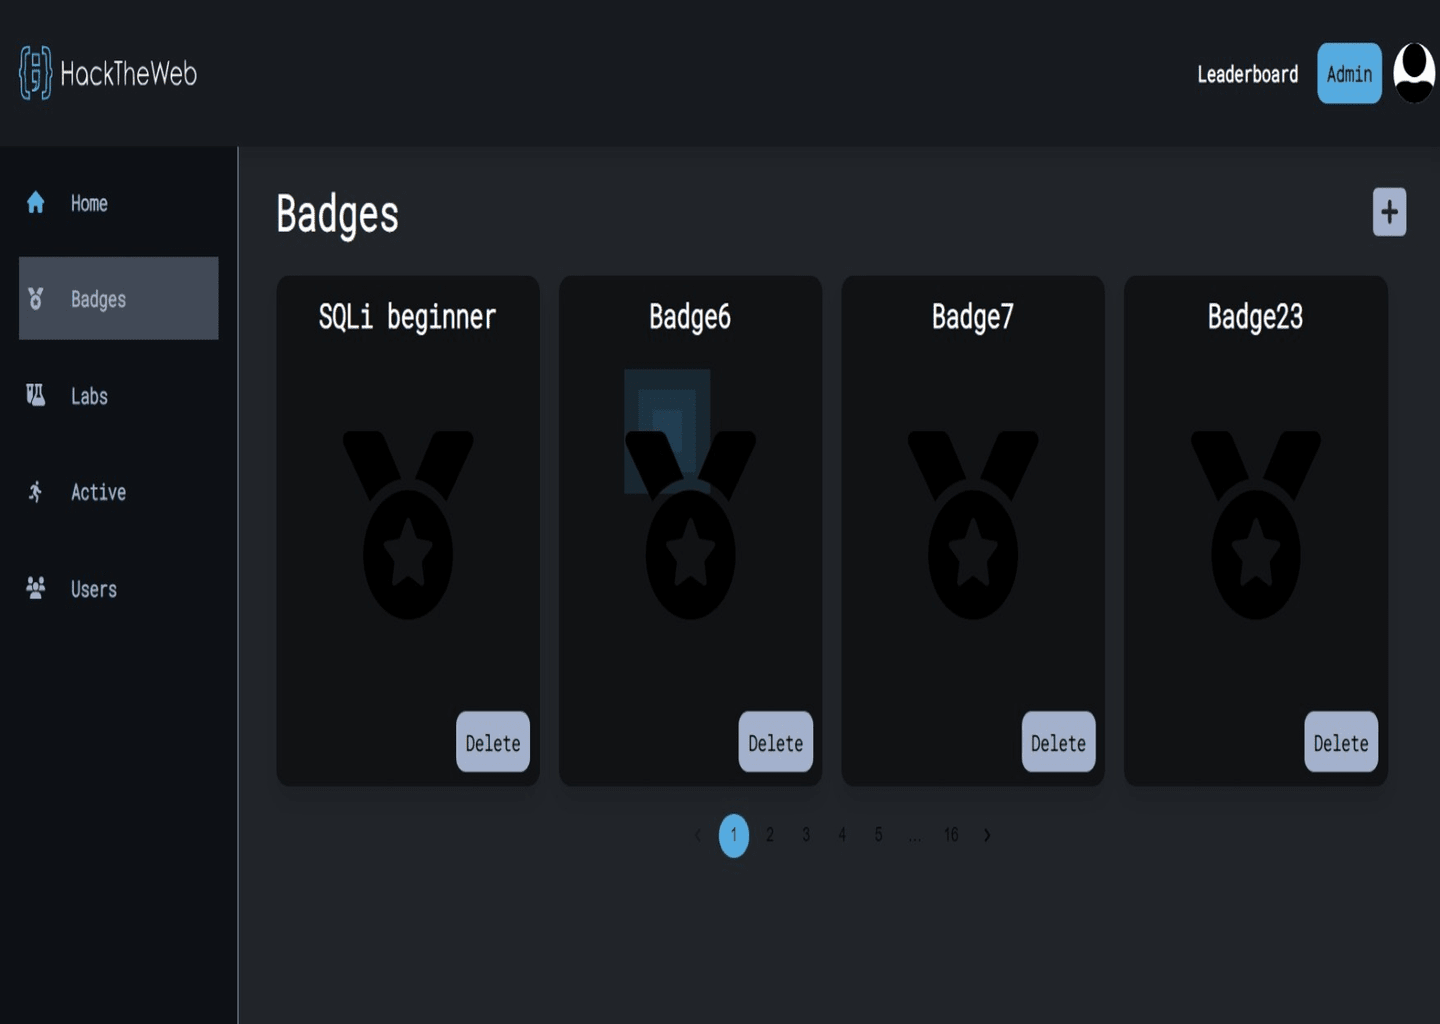 HackTheWeb
Leaderboard
Admin
Home
Badges
Labs
Active
Users
Badges
+
SQLi beginner
Badge6
Badge7
Badge23
Delete
Delete
Delete
Delete
‹ 1 2 3 4 5 ... 16 ›